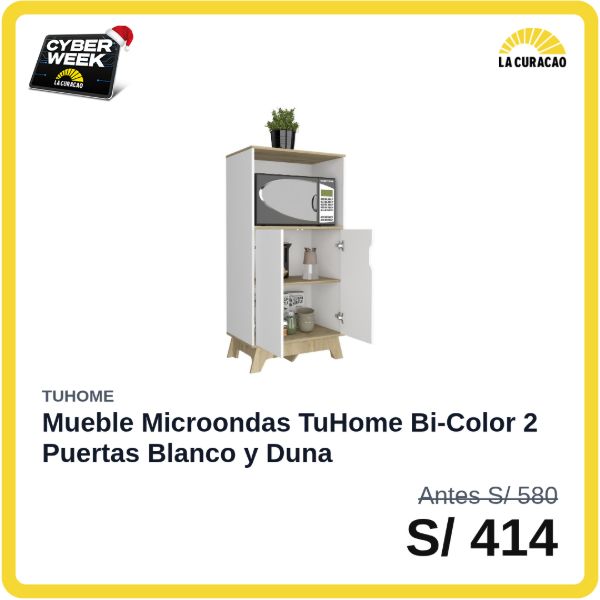 CYBER
WEEK
LA CURACAO
LA CURACAO
TUHOME
Mueble Microondas TuHome Bi-Color 2
Puertas Blanco y Duna
Antes S/ 580
S/ 414